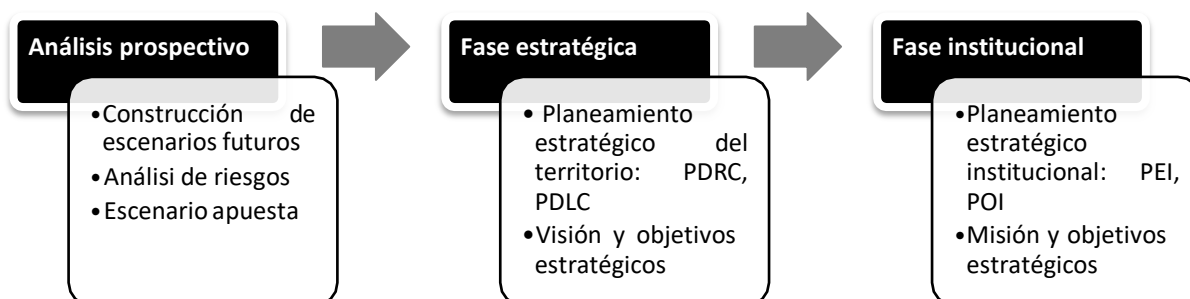 Análisis prospectivo
•Construcción de
escenarios futuros
•Análisi de riesgos
•Escenario apuesta
Fase estratégica
• Planeamiento
estratégico del
territorio: PDRC,
PDLC
•Visión y objetivos
estratégicos
Fase institucional
•Planeamiento
estratégico
institucional: PEI,
POI
•Misión y objetivos
estratégicos